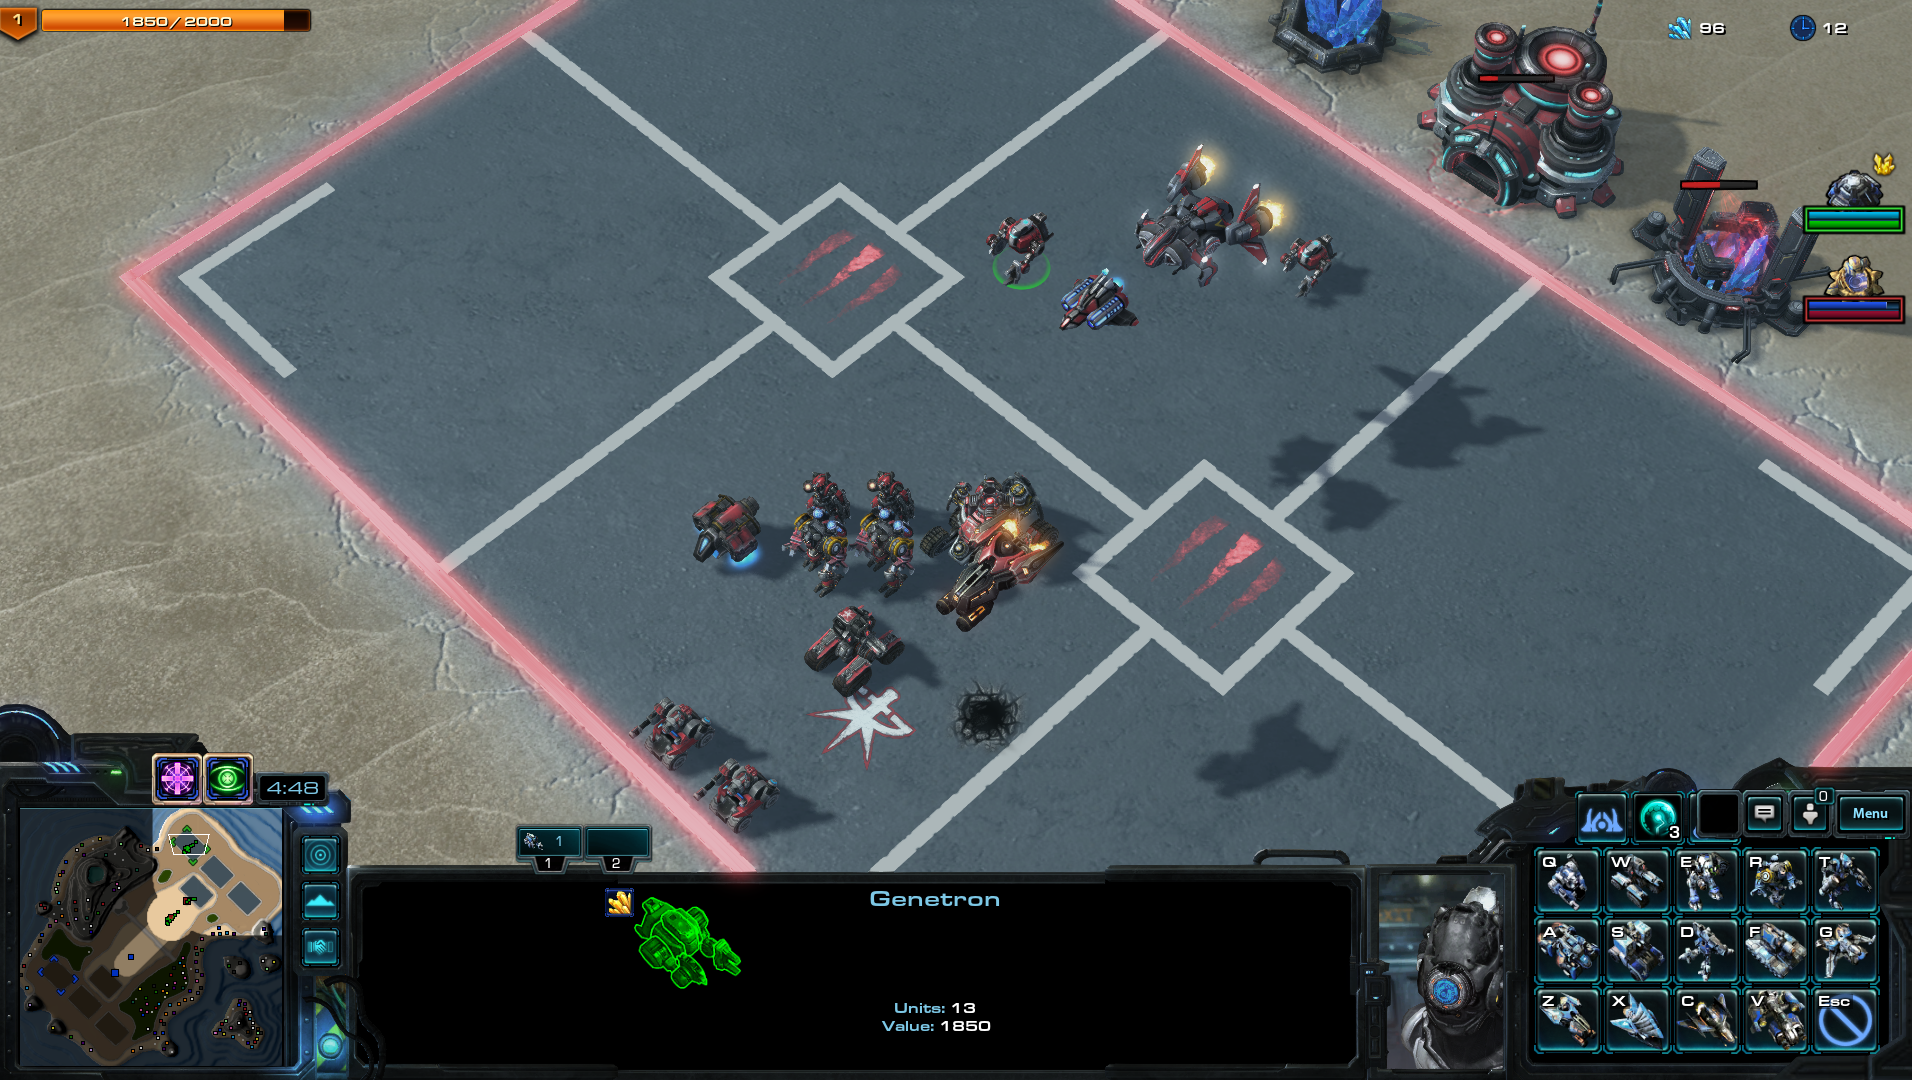 1
1850/2000
96
12
4:48
1
1
2
Genetron
Units: 13
Value: 1850
3
0
Menu
Q W E R T
A S D F G
Z X C V Esc